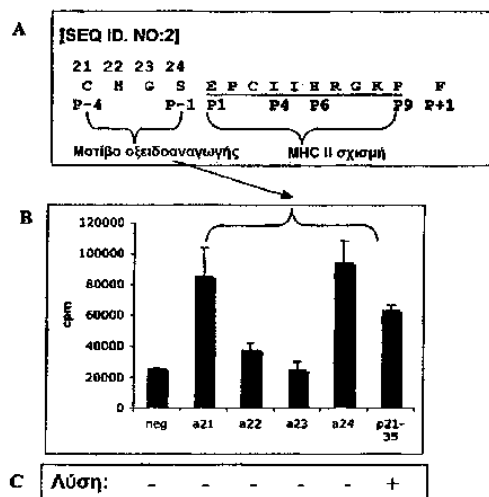 A
[SEQ ID. NO:2]
21 22 23 24
C H G S E P C I I H R G K P F
P-4 P-1 P1 P4 P6 P9 P+1
Μοτίβο οξειδοαναγωγής MHC II σχισμή
B
120000
100000
80000
60000
40000
20000
0
cpm
neg a21 a22 a23 a24 p21-
35
C Λύση: - - - - - +